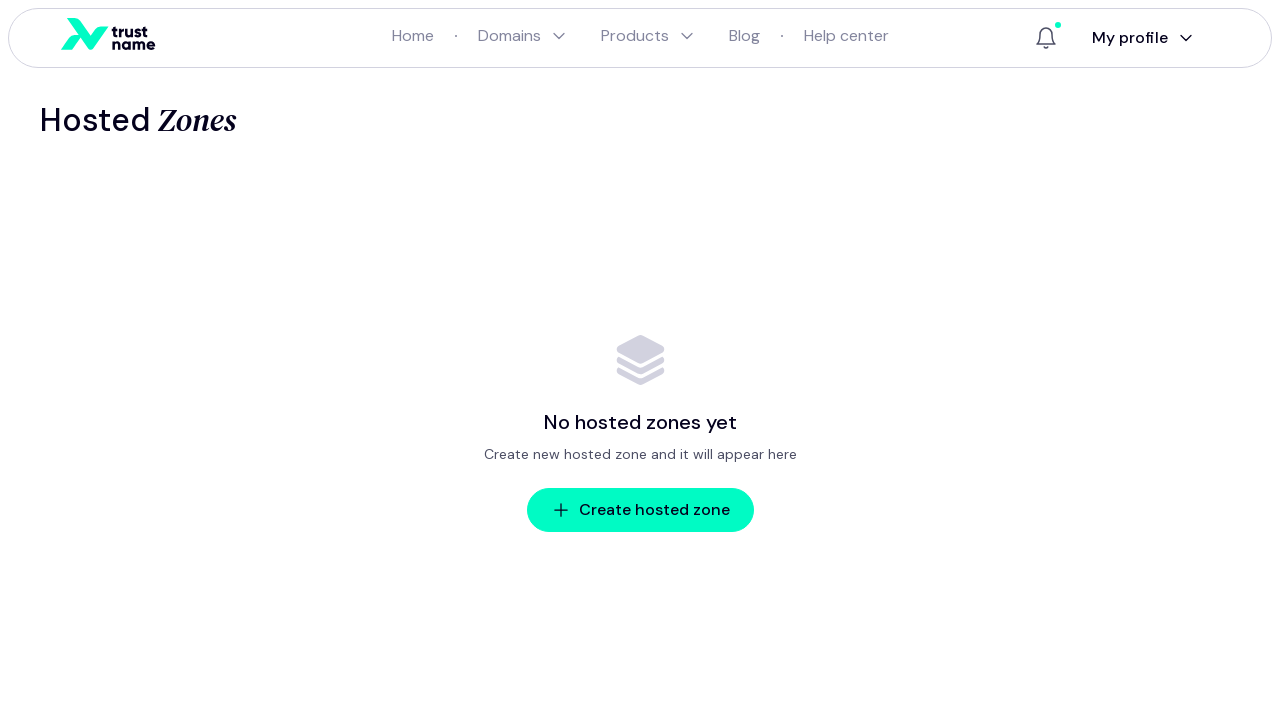 trust
name
Home · Domains Products Blog · Help center
My profile
Hosted Zones
No hosted zones yet
Create new hosted zone and it will appear here
Create hosted zone